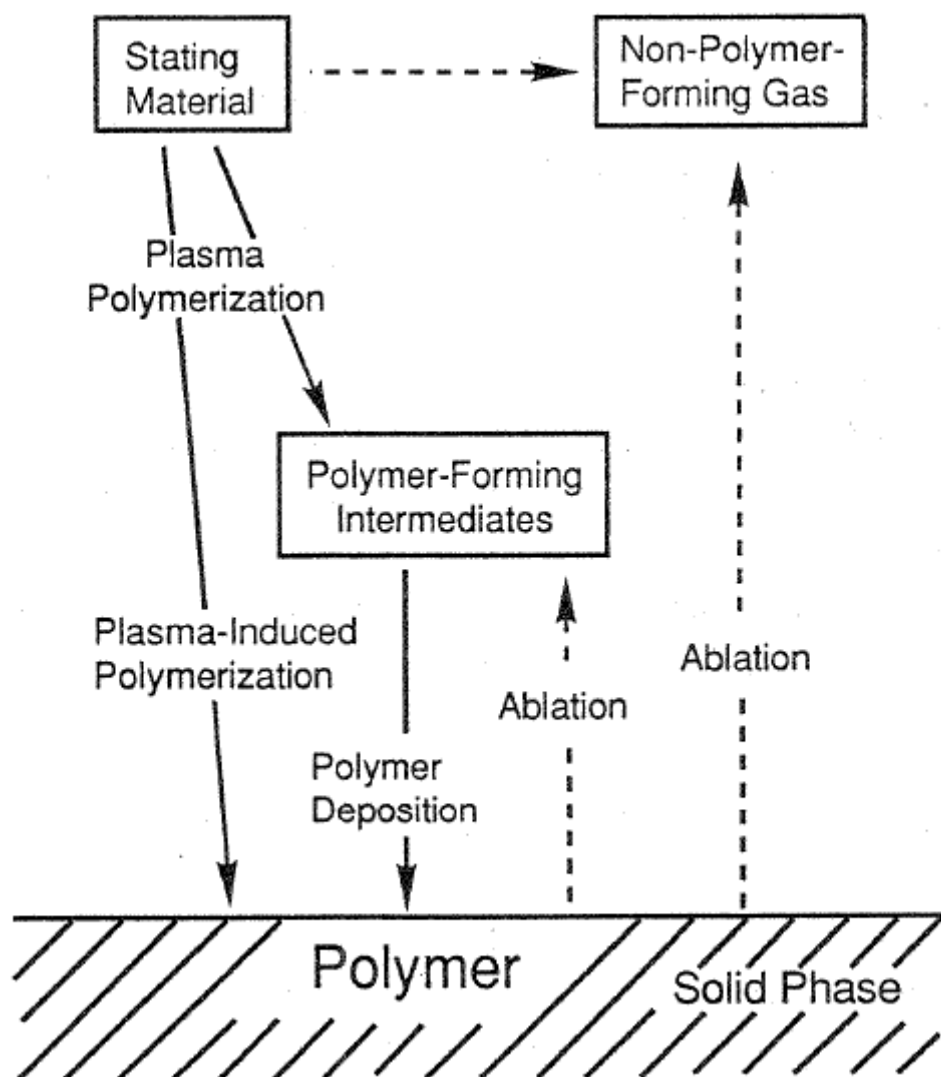 Stating
Material
Non-Polymer-
Forming Gas
Plasma
Polymerization
Polymer-Forming
Intermediates
Plasma-Induced
Polymerization
Ablation
Ablation
Polymer
Deposition
Polymer
Solid Phase